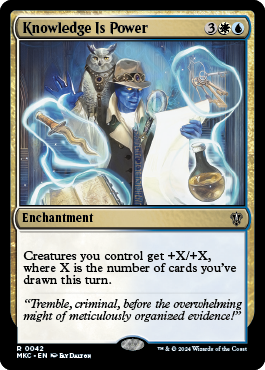 Knowledge Is Power 3
Enchantment
Creatures you control get +X/+X,
where X is the number of cards you've
drawn this turn.
"Tremble, criminal, before the overwhelming
might of meticulously organized evidence!"
R 0042
MKC • EN Eky Dalton
™ & © 2024 Wizards of the Coast